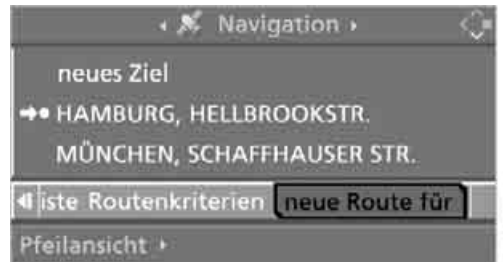 Navigation
neues Ziel
HAMBURG, HELLBROOKSTR.
MÜNCHEN, SCHAFFHAUSER STR.
iste Routenkriterien neue Route für
Pfeilansicht